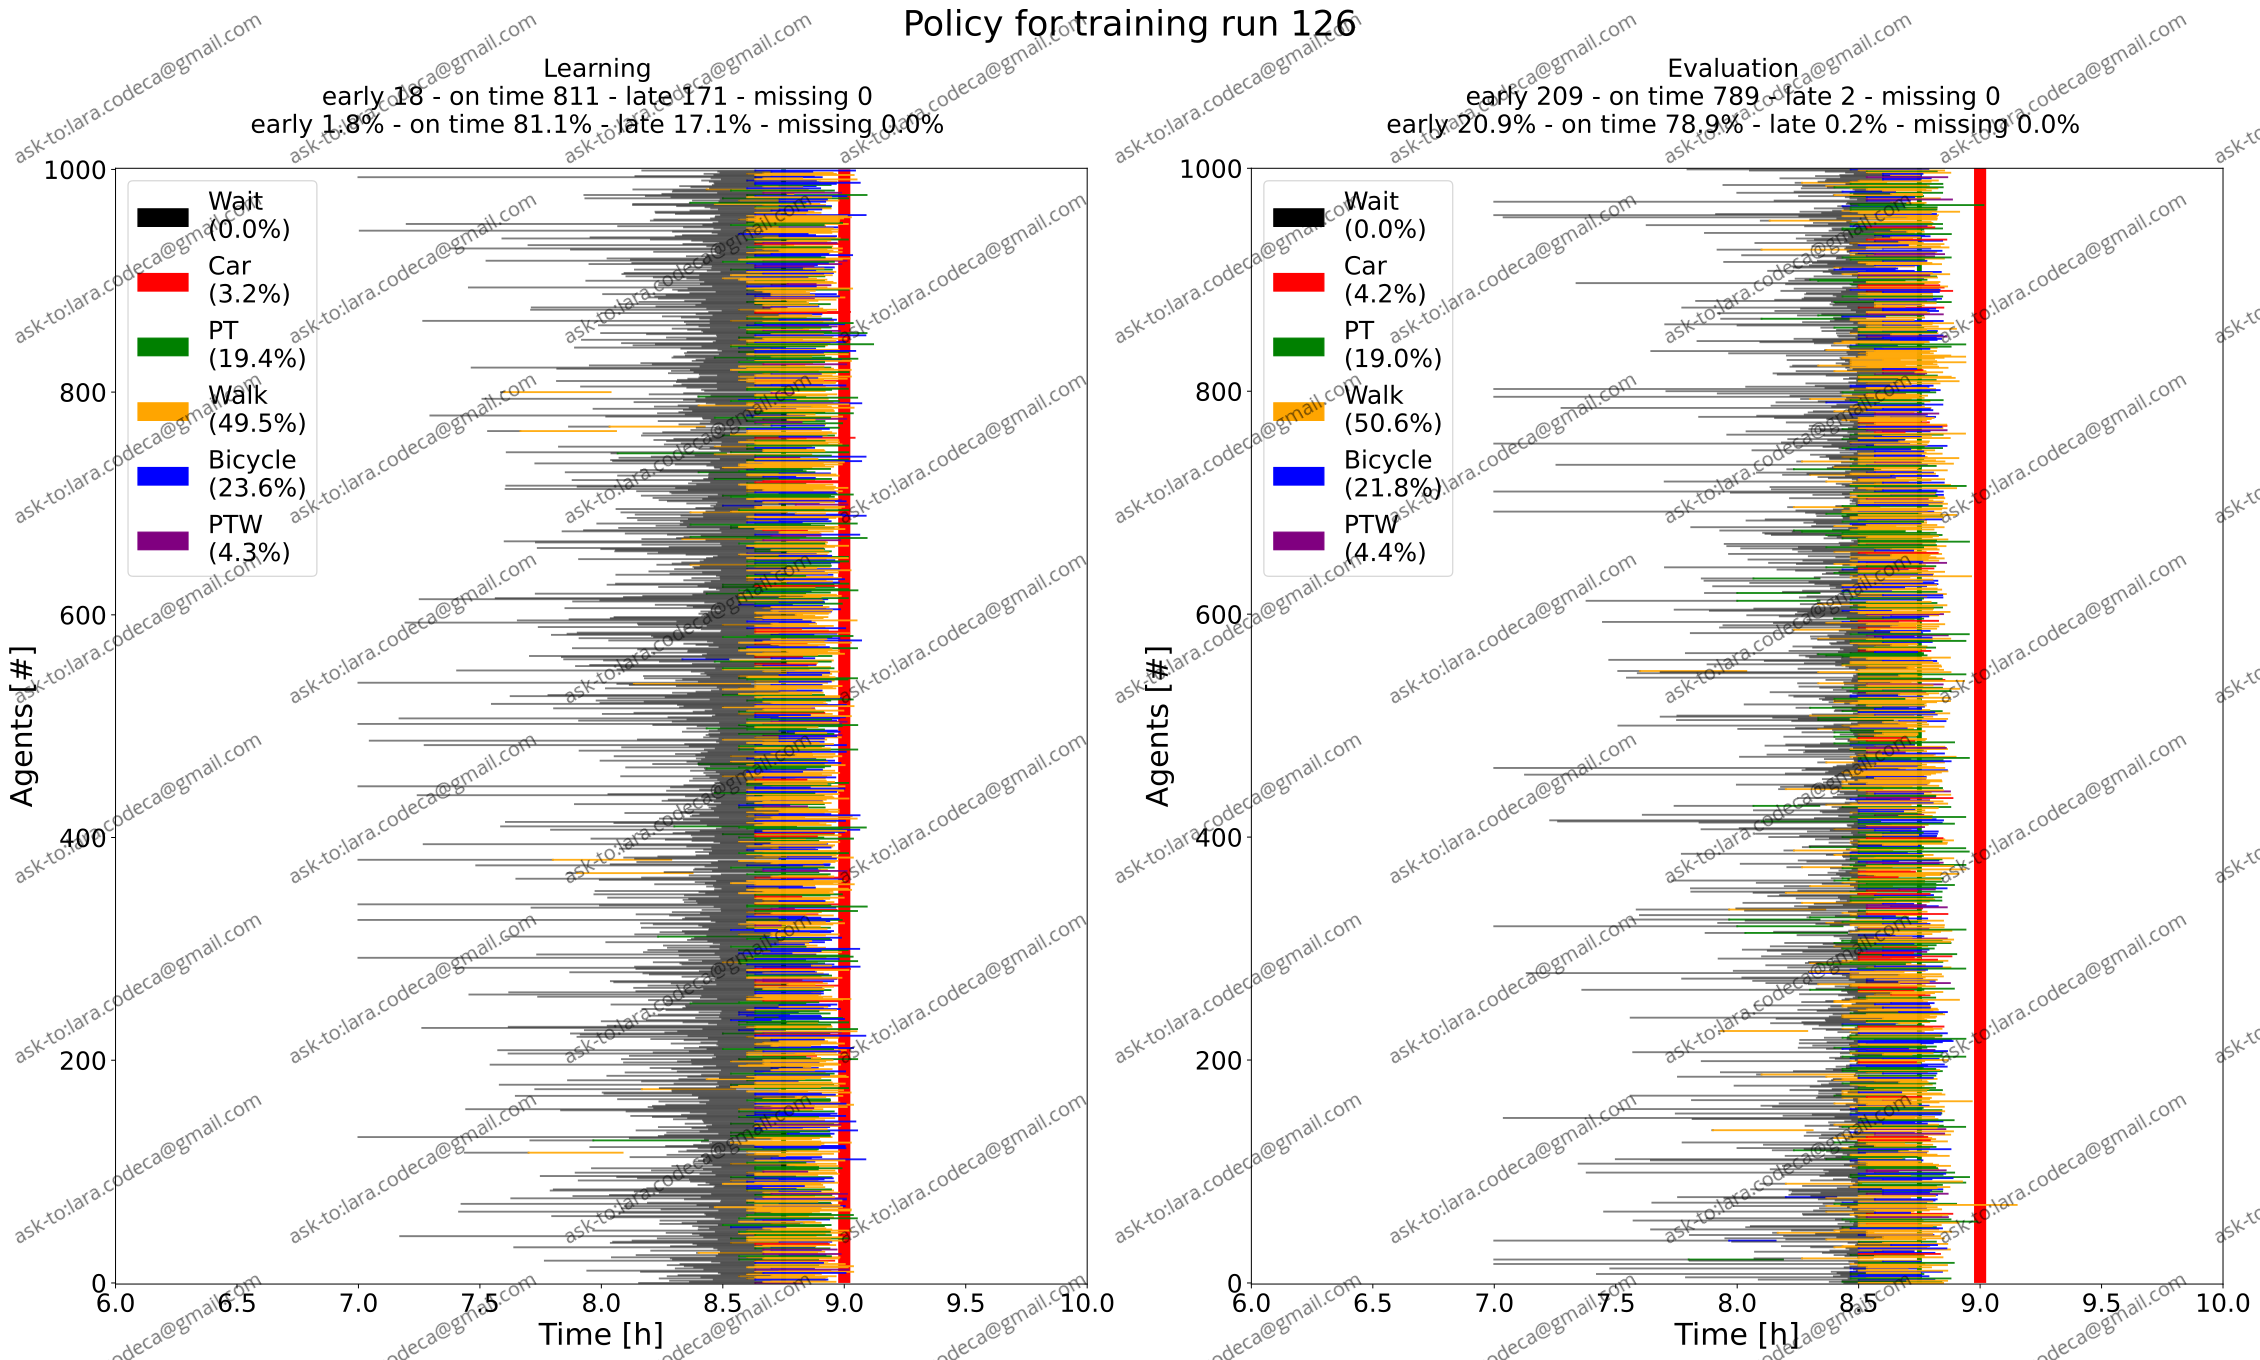 Policy for training run 126
Learning
early 18 - on time 811 - late 171 - missing 0
early 1.8% - on time 81.1% - late 17.1% - missing 0.0%
1000
800
600
400
200
0
Agents [#]
Wait
(0.0%)
Car
(3.2%)
PT
(19.4%)
Walk
(49.5%)
Bicycle
(23.6%)
PTW
(4.3%)
6.0 6.5 7.0 7.5 8.0 8.5 9.0 9.5 10.0
Time [h]
Evaluation
early 209 - on time 789 - late 2 - missing 0
early 20.9% - on time 78.9% - late 0.2% - missing 0.0%
1000
800
600
400
200
0
Agents [#]
Wait
(0.0%)
Car
(4.2%)
PT
(19.0%)
Walk
(50.6%)
Bicycle
(21.8%)
PTW
(4.4%)
6.0 6.5 7.0 7.5 8.0 8.5 9.0 9.5 10.0
Time [h]
ask-to:lara.codeca@gmail.com